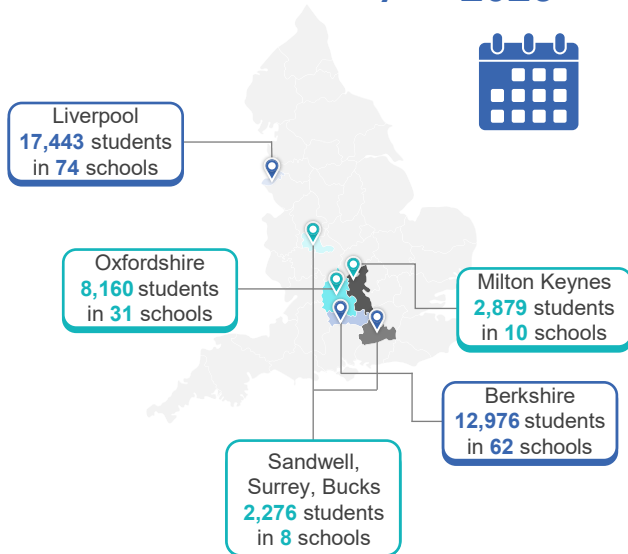 2020
Liverpool
17,443 students
in 74 schools
Oxfordshire
8,160 students
in 31 schools
Milton Keynes
2,879 students
in 10 schools
Berkshire
12,976 students
in 62 schools
Sandwell,
Surrey, Bucks
2,276 students
in 8 schools